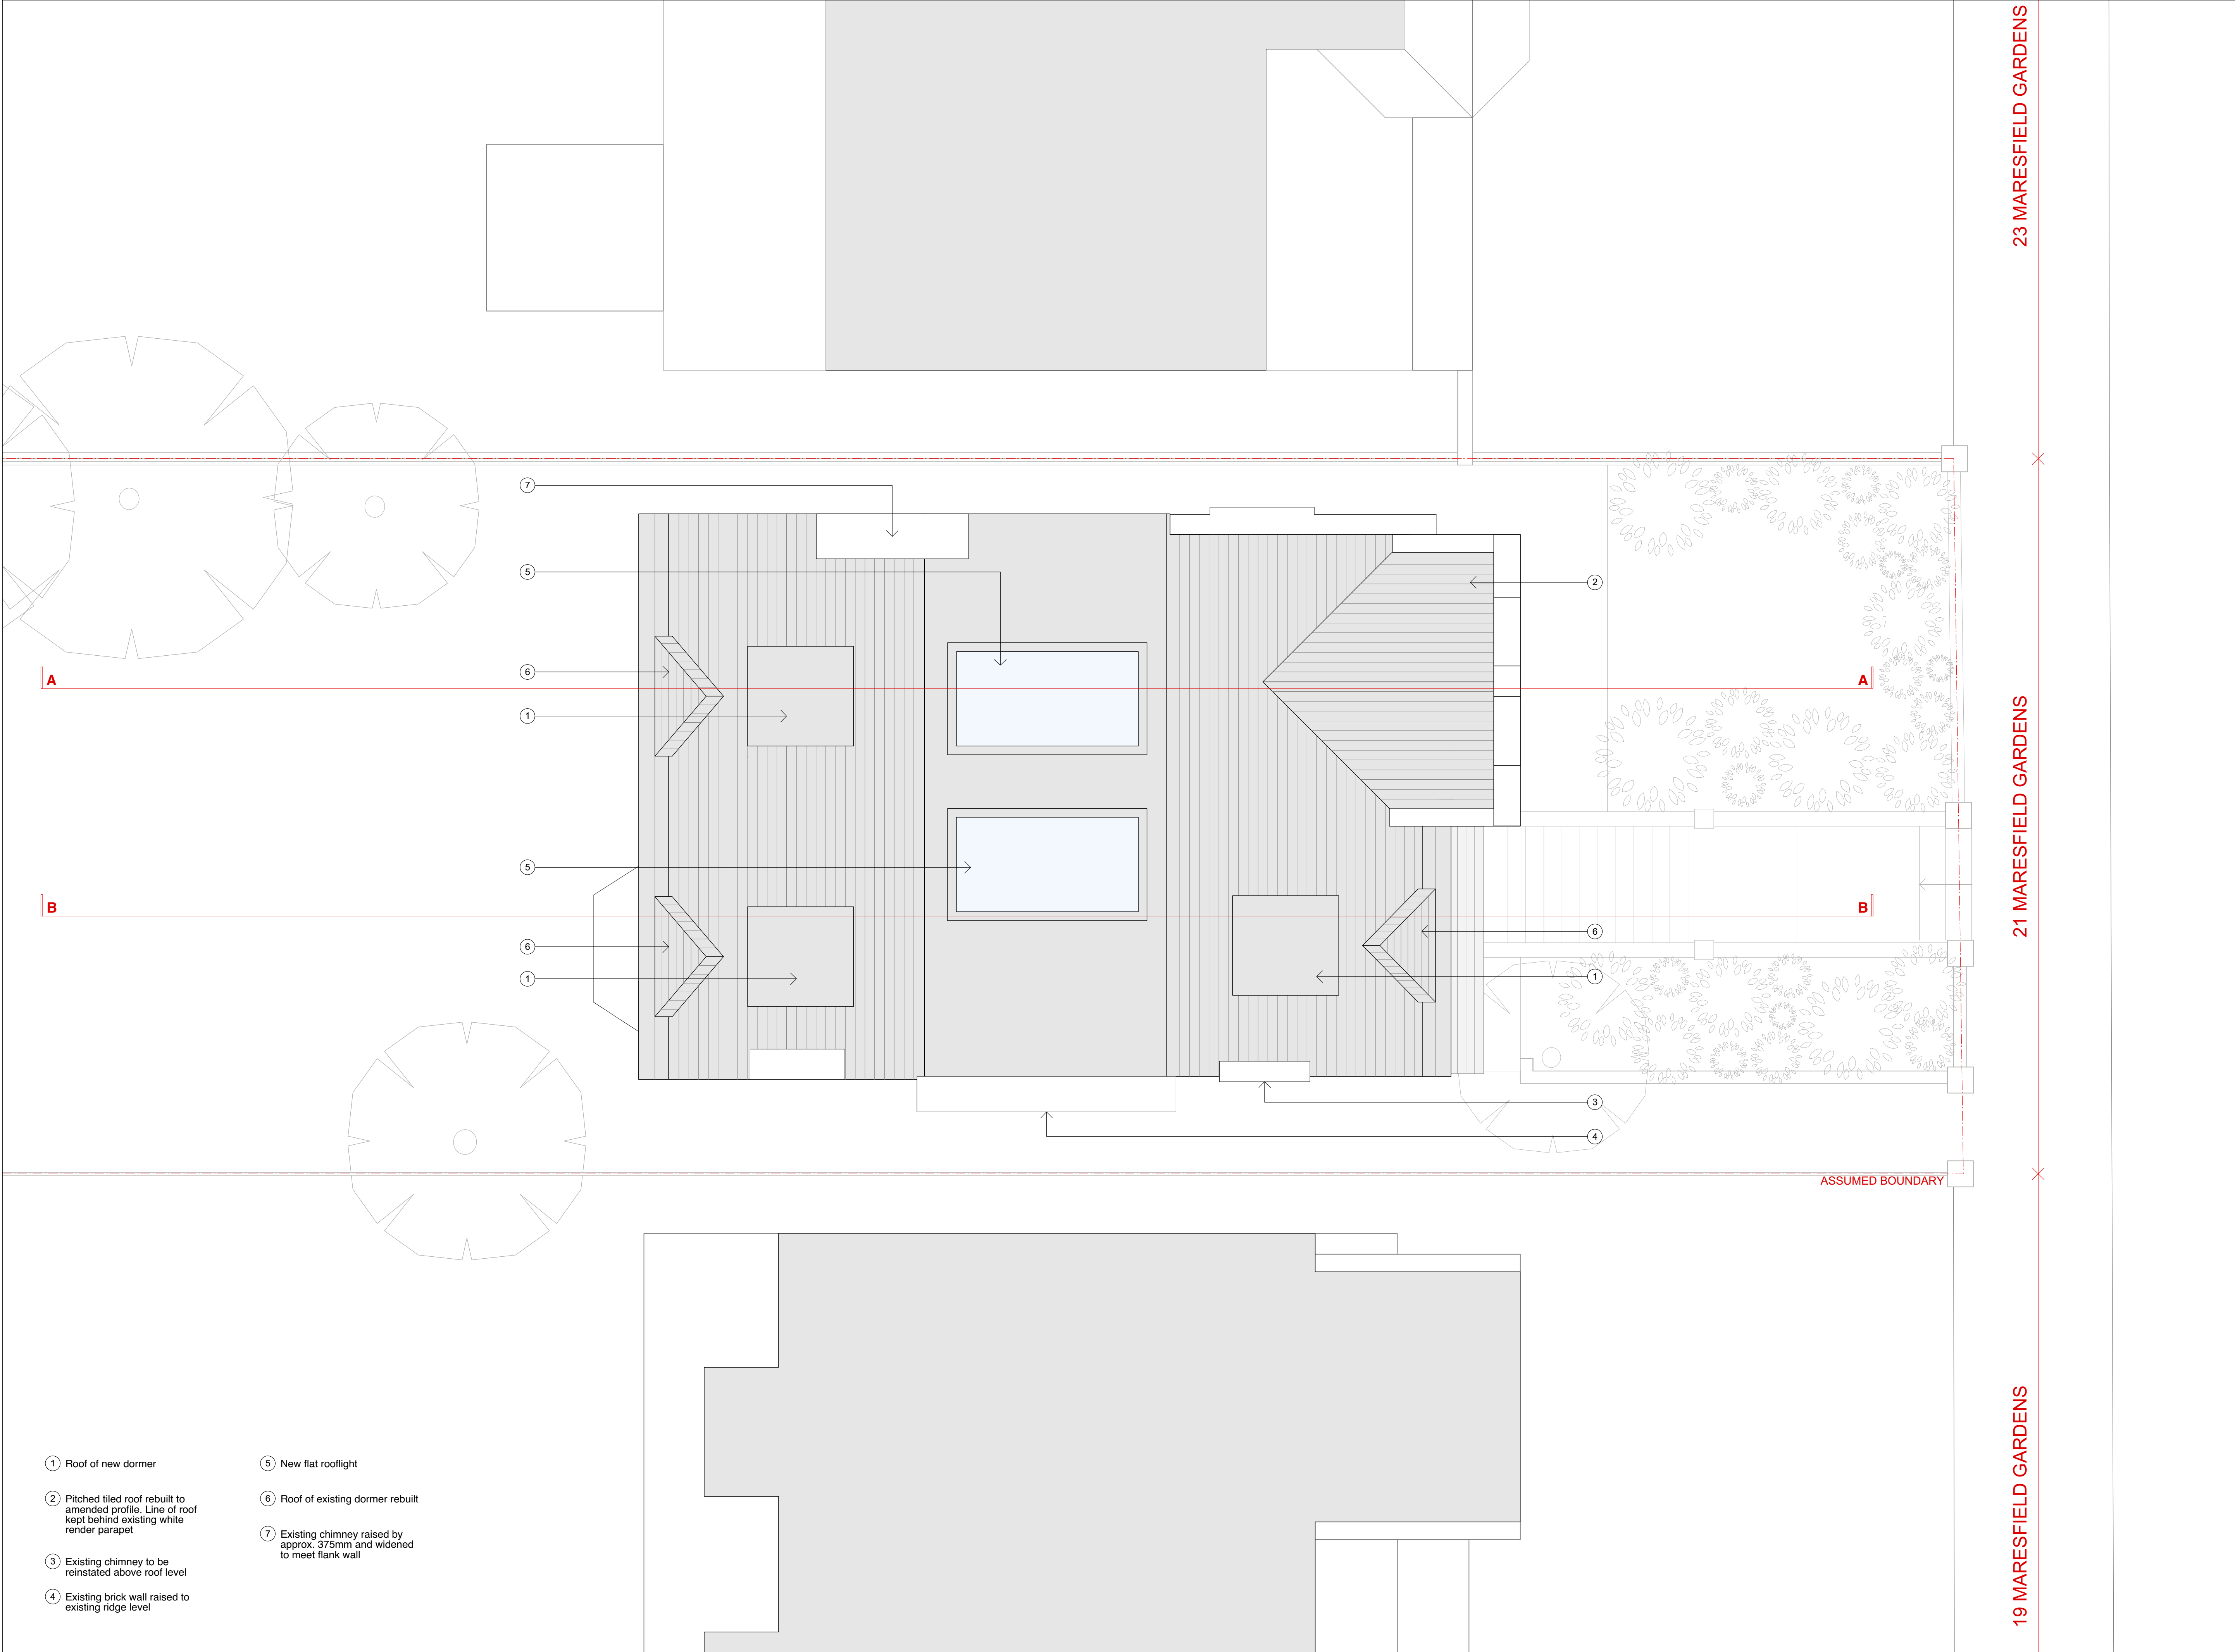 23 MARESFIELD GARDENS
7
5
2
6
A
A
1
21 MARESFIELD GARDENS
5
B
B
6
6
1
1
3
4
ASSUMED BOUNDARY
19 MARESFIELD GARDENS
1 Roof of new dormer
2 Pitched tiled roof rebuilt to
amended profile. Line of roof
kept behind existing white
render parapet
3 Existing chimney to be
reinstated above roof level
4 Existing brick wall raised to
existing ridge level
5 New flat rooflight
6 Roof of existing dormer rebuilt
7 Existing chimney raised by
approx. 375mm and widened
to meet flank wall